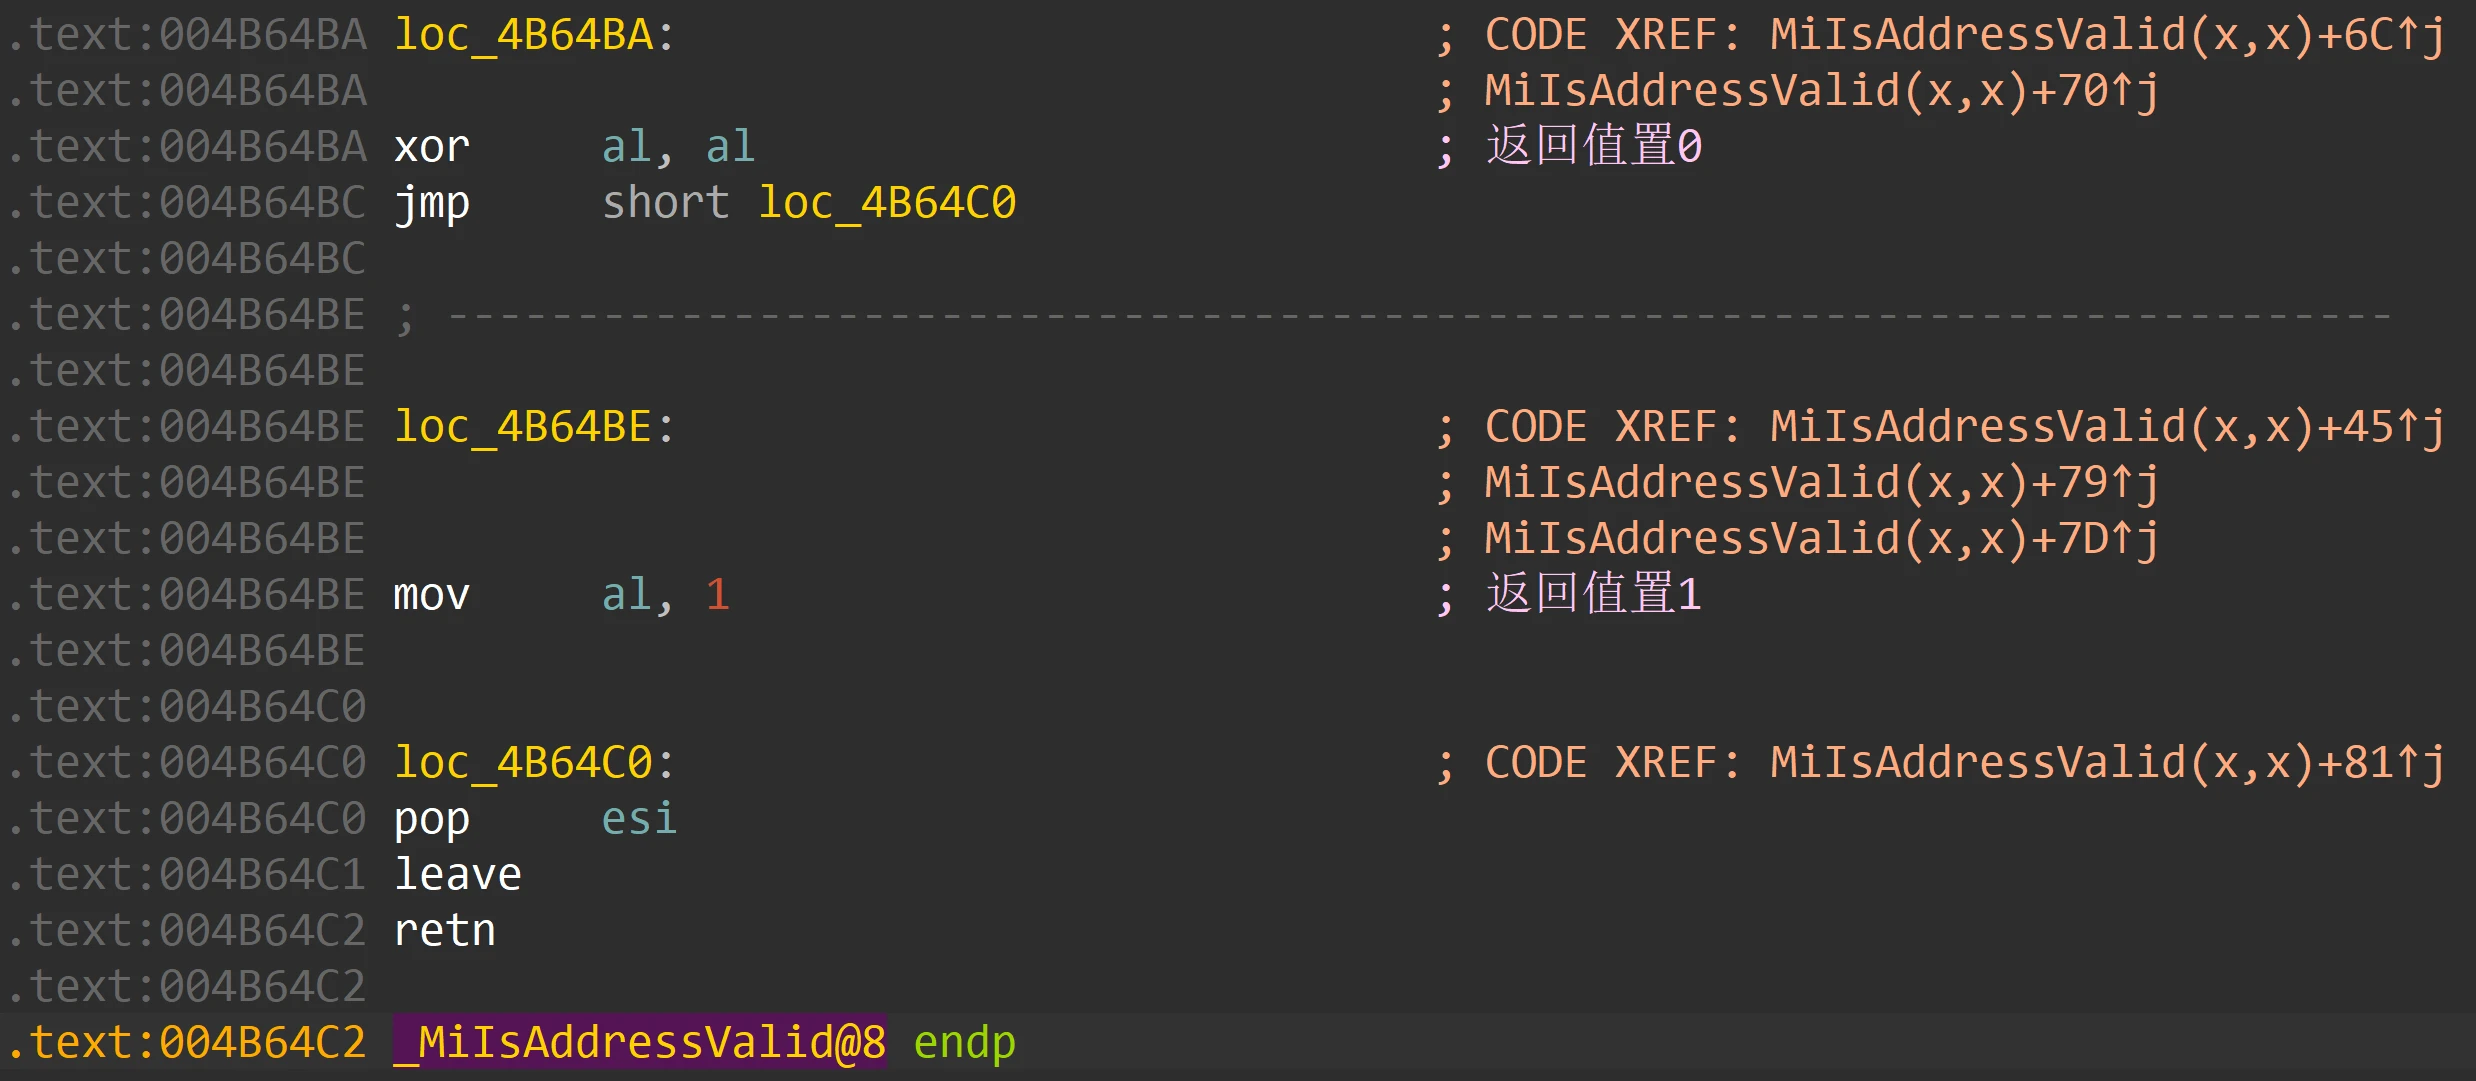 .text:004B64BA loc_4B64BA: ; CODE XREF: MiIsAddressValid(x,x)+6C↑j
.text:004B64BA ; MiIsAddressValid(x,x)+70↑j
.text:004B64BA xor al, al ; 返回值置0
.text:004B64BC jmp short loc_4B64C0
.text:004B64BC
.text:004B64BE ; ---------------------------------------------------------------------------
.text:004B64BE
.text:004B64BE loc_4B64BE: ; CODE XREF: MiIsAddressValid(x,x)+45↑j
.text:004B64BE ; MiIsAddressValid(x,x)+79↑j
.text:004B64BE ; MiIsAddressValid(x,x)+7D↑j
.text:004B64BE mov al, 1 ; 返回值置1
.text:004B64BE
.text:004B64C0
.text:004B64C0 loc_4B64C0: ; CODE XREF: MiIsAddressValid(x,x)+81↑j
.text:004B64C0 pop esi
.text:004B64C1 leave
.text:004B64C2 retn
.text:004B64C2
.text:004B64C2 _MiIsAddressValid@8 endp